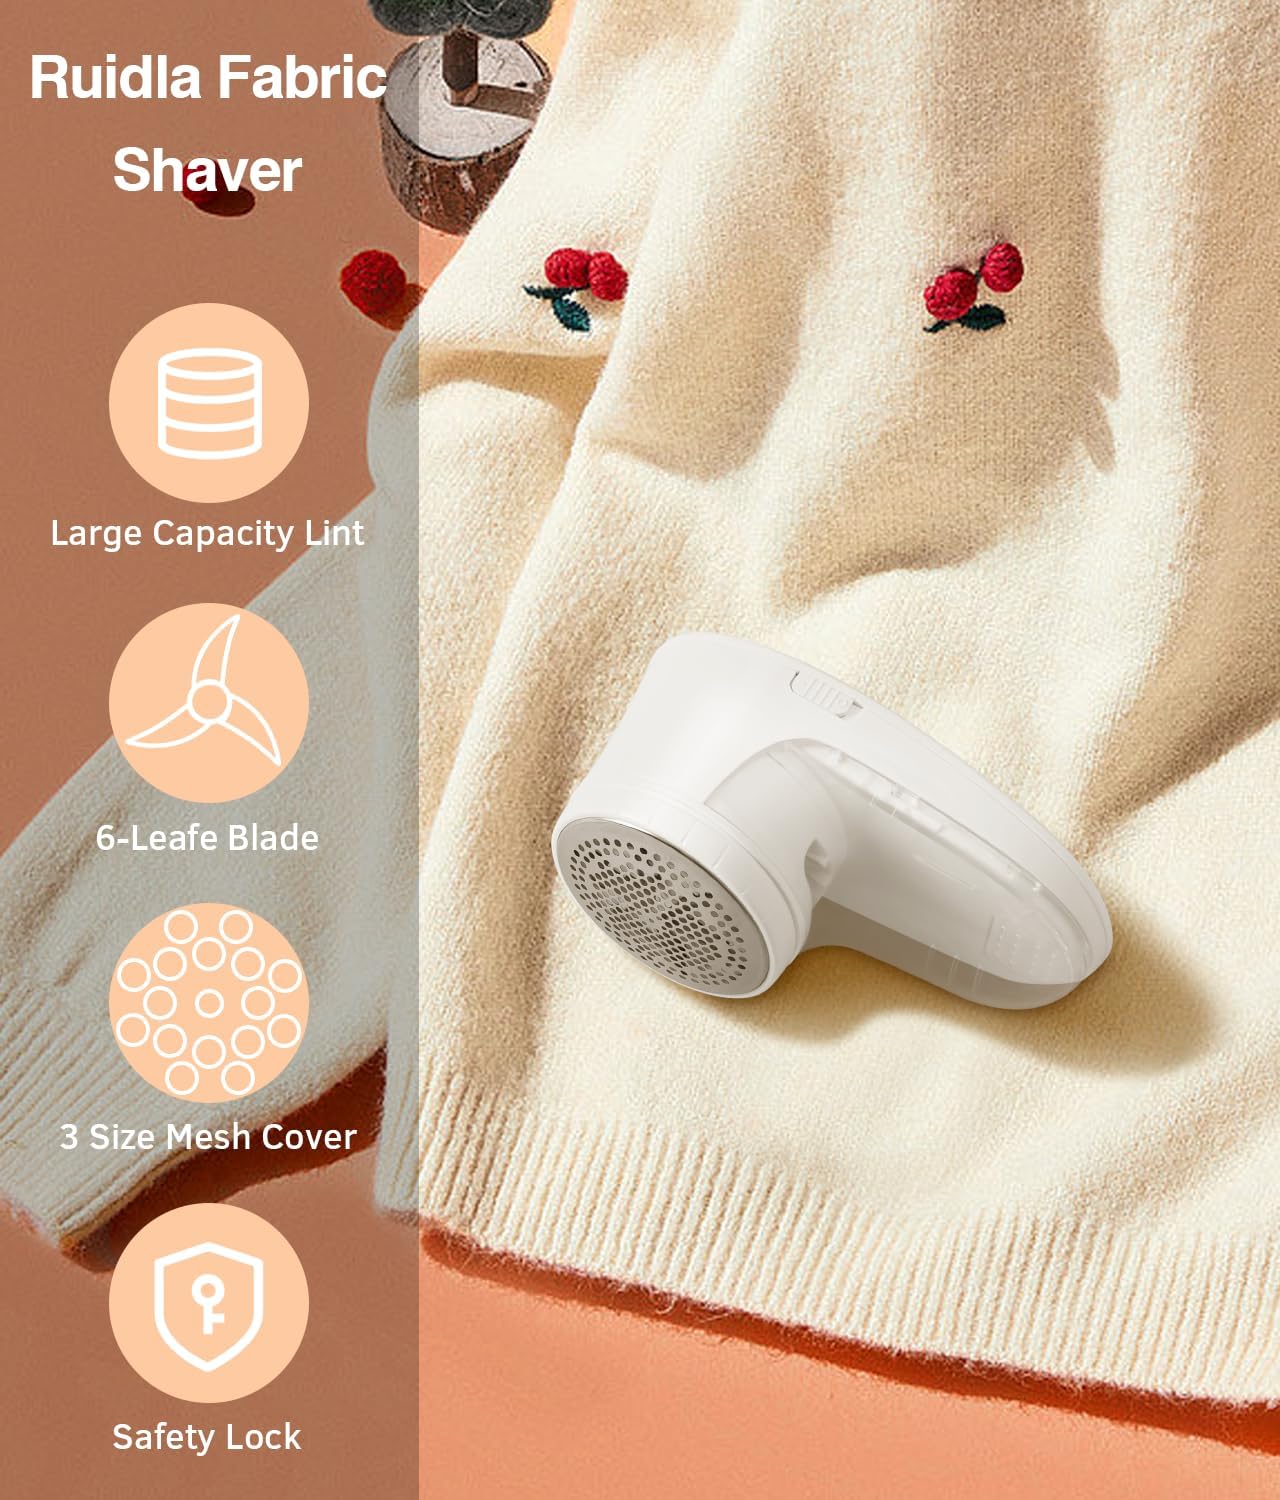 Ruidla Fabric
Shaver
Large Capacity Lint
6-Leafe Blade
3 Size Mesh Cover
Safety Lock